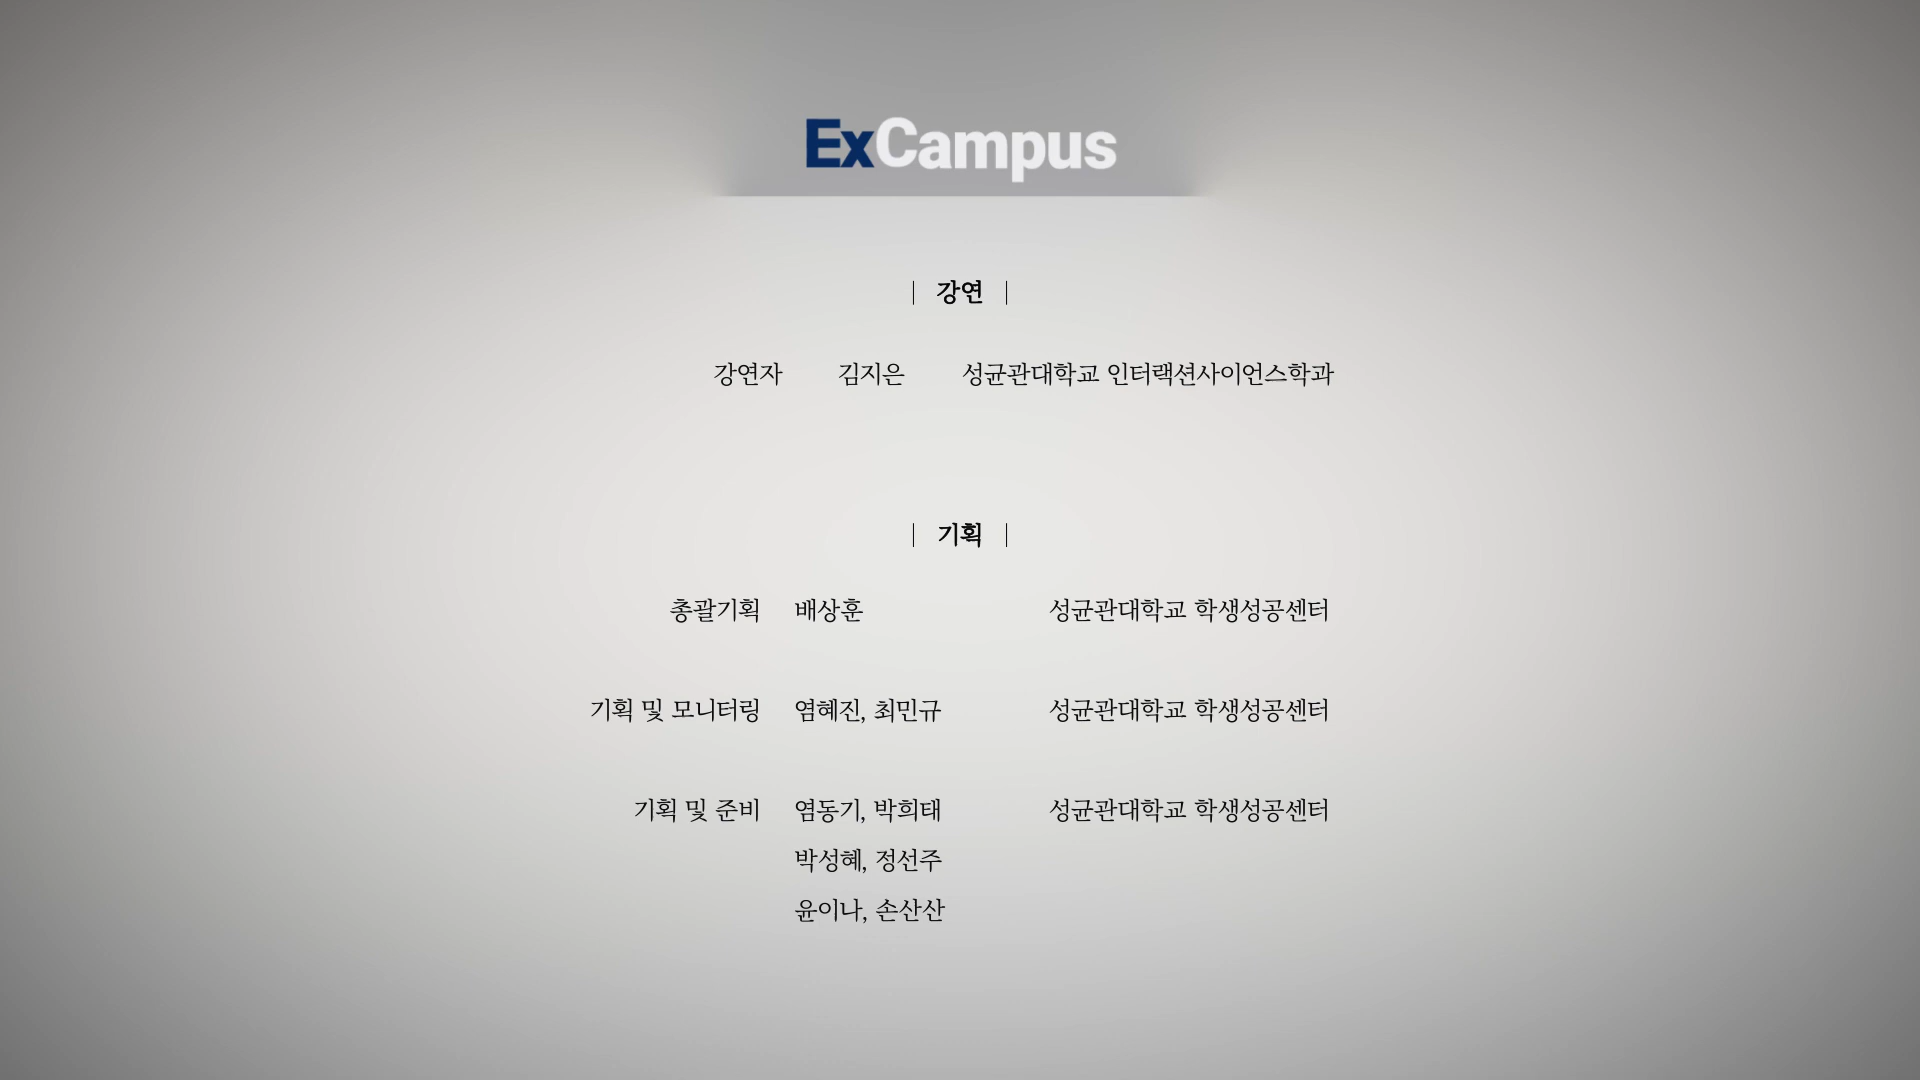 ExCampus
| 강연 |
강연자 김지은 성균관대학교 인터랙션사이언스학과
| 기획 |
총괄기획 배상훈 성균관대학교 학생성공센터
기획 및 모니터링 염혜진, 최민규 성균관대학교 학생성공센터
기획 및 준비 염동기, 박희태 성균관대학교 학생성공센터
박성혜, 정선주
윤이나, 손산산